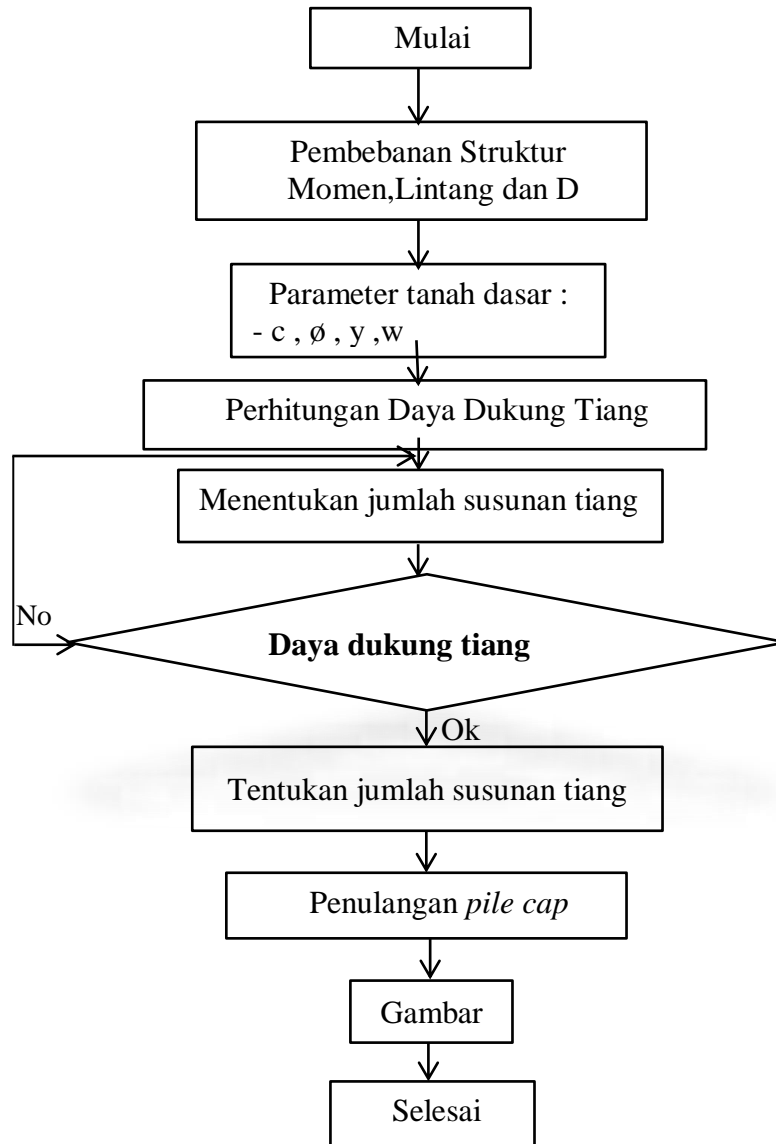 Mulai
Pembebanan Struktur
Momen,Lintang dan D
Parameter tanah dasar :
- c , ø , y ,w
Perhitungan Daya Dukung Tiang
Menentukan jumlah susunan tiang
No
Daya dukung tiang
Ok
Tentukan jumlah susunan tiang
Penulangan pile cap
Gambar
Selesai